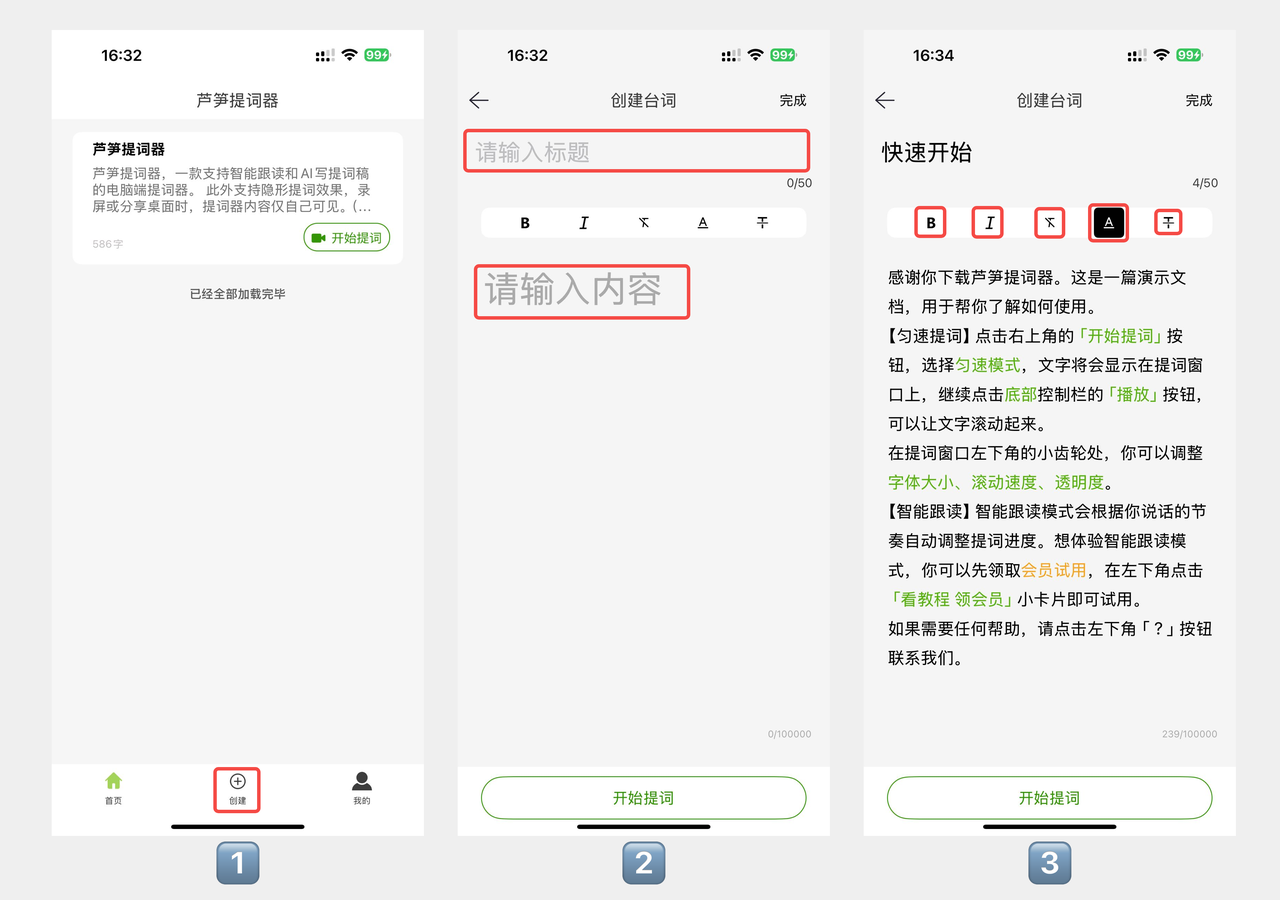 16:32
99
芦笋提词器
芦笋提词器
芦笋提词器，一款支持智能跟读和AI写提词稿
的电脑端提词器。 此外支持隐形提词效果，录
屏或分享桌面时，提词器内容仅自己可见。（...
586字
开始提词
已经全部加载完毕
首页
创建
我的
1
16:32
99
创建台词
完成
请输入标题
0/50
B I T A T
请输入内容
0/100000
开始提词
2
16:34
99
创建台词
完成
快速开始
4/50
B I T A T
感谢你下载芦笋提词器。这是一篇演示文
档，用于帮你了解如何使用。
【匀速提词】点击右上角的「开始提词」按
钮，选择匀速模式，文字将会显示在提词窗
口上，继续点击底部控制栏的「播放」按钮，
可以让文字滚动起来。
在提词窗口左下角的小齿轮处，你可以调整
字体大小、滚动速度、透明度。
【智能跟读】智能跟读模式会根据你说话的节
奏自动调整提词进度。想体验智能跟读模
式，你可以先领取会员试用，在左下角点击
「看教程 领会员」小卡片即可试用。
如果需要任何帮助，请点击左下角「？」按钮
联系我们。
239/100000
开始提词
3